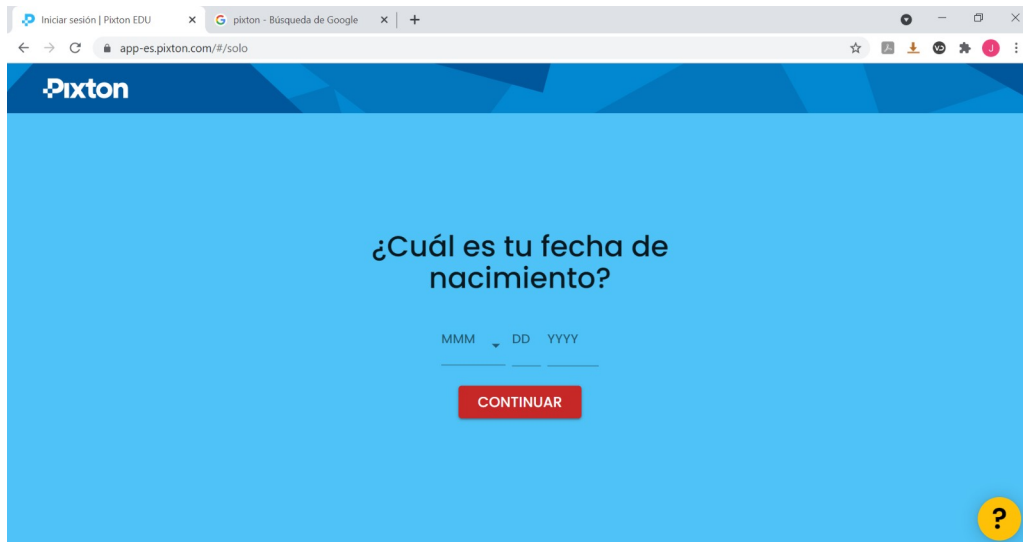 Iniciar sesión | Pixton EDU
pixton - Búsqueda de Google
app-es.pixton.com/#/solo
J
Pixton
¿Cuál es tu fecha de
nacimiento?
MMM DD YYYY
CONTINUAR
?